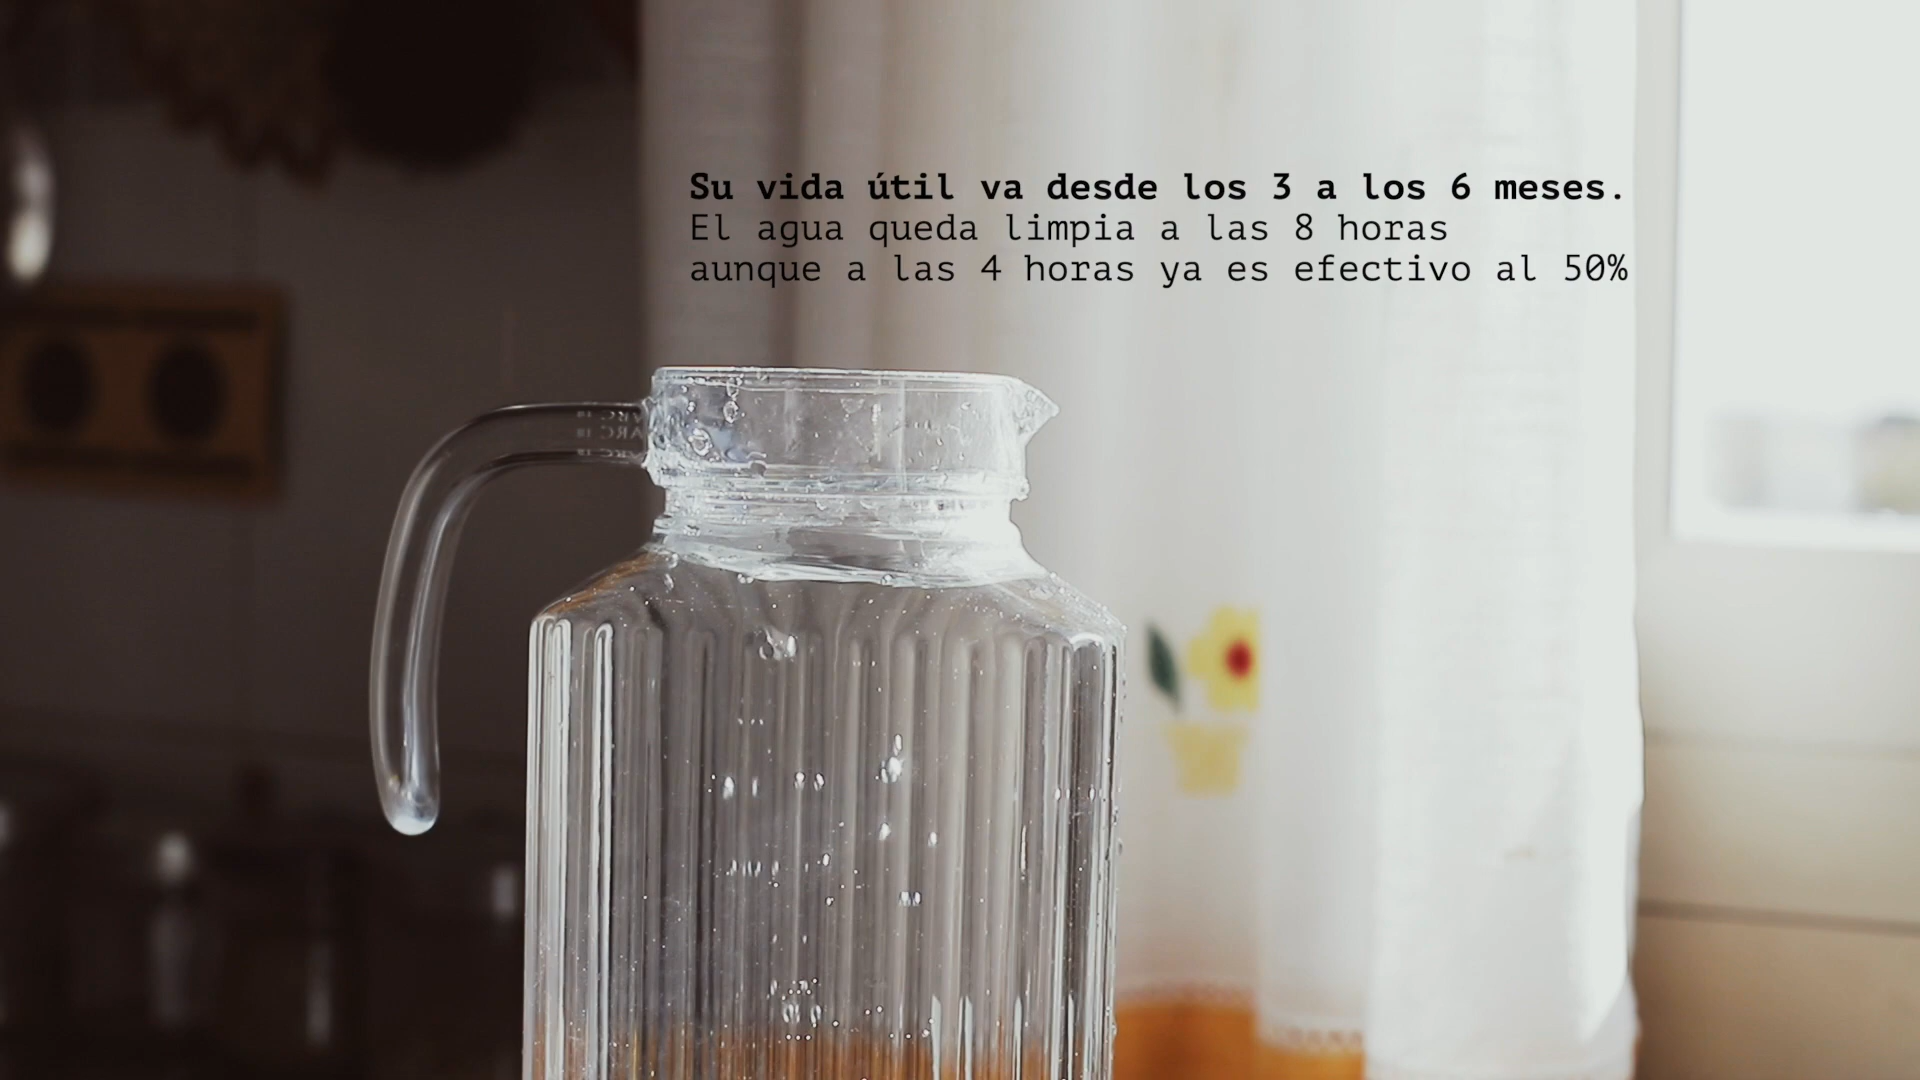 Su vida útil va desde los 3 a los 6 meses.
El agua queda limpia a las 8 horas
aunque a las 4 horas ya es efectivo al 50%